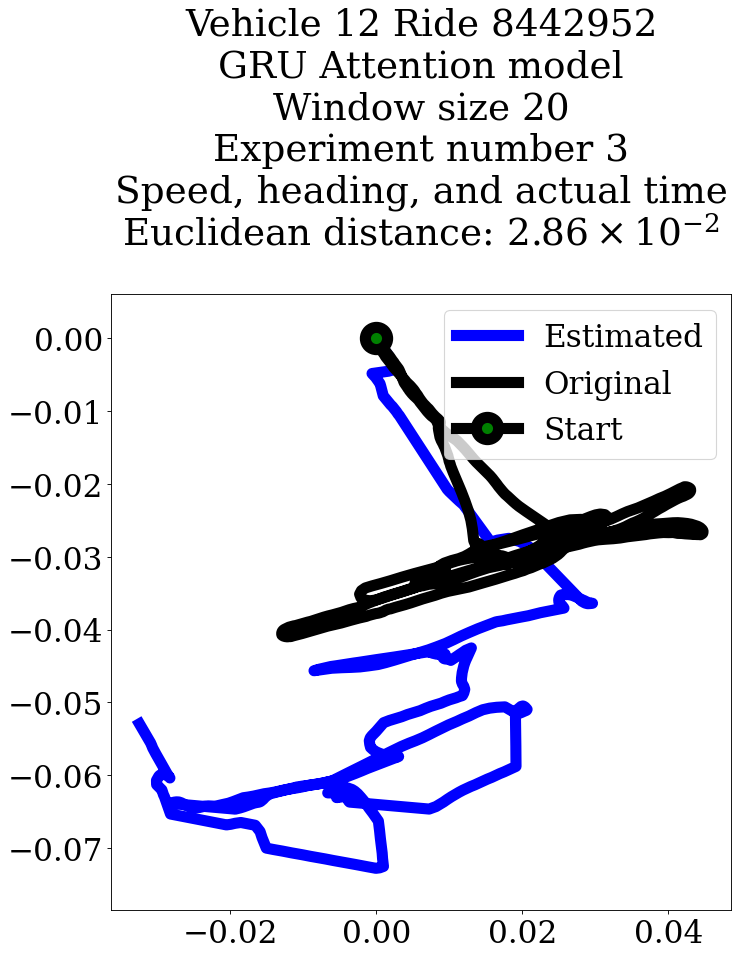 Vehicle 12 Ride 8442952
GRU Attention model
Window size 20
Experiment number 3
Speed, heading, and actual time
Euclidean distance: 2.86 × 10⁻²
Estimated
Original
Start
0.00
−0.01
−0.02
−0.03
−0.04
−0.05
−0.06
−0.07
−0.02 0.00 0.02 0.04